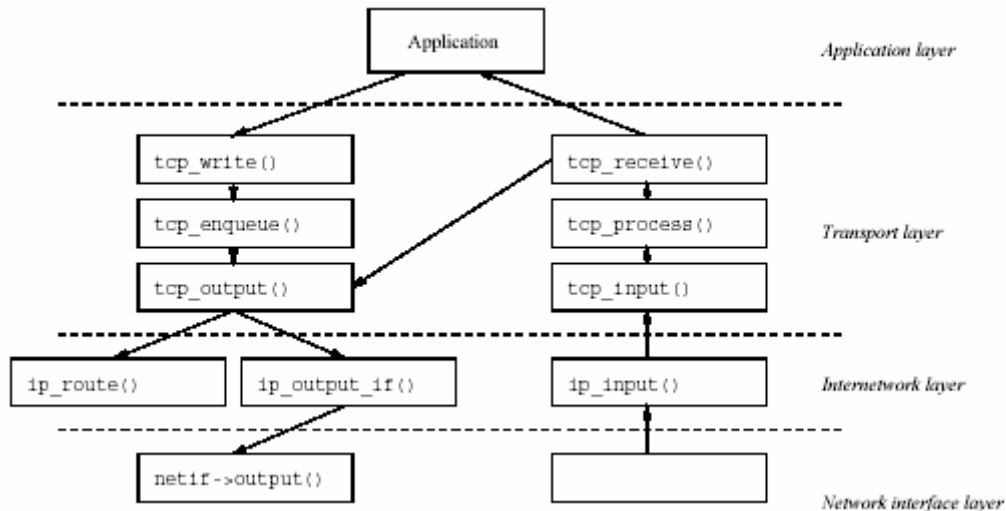 Application
Application layer
tcp_write()
tcp_receive()
tcp_enqueue()
tcp_process()
Transport layer
tcp_output()
tcp_input()
ip_route()
ip_output_if()
ip_input()
Internetwork layer
netif->output()
Network interface layer